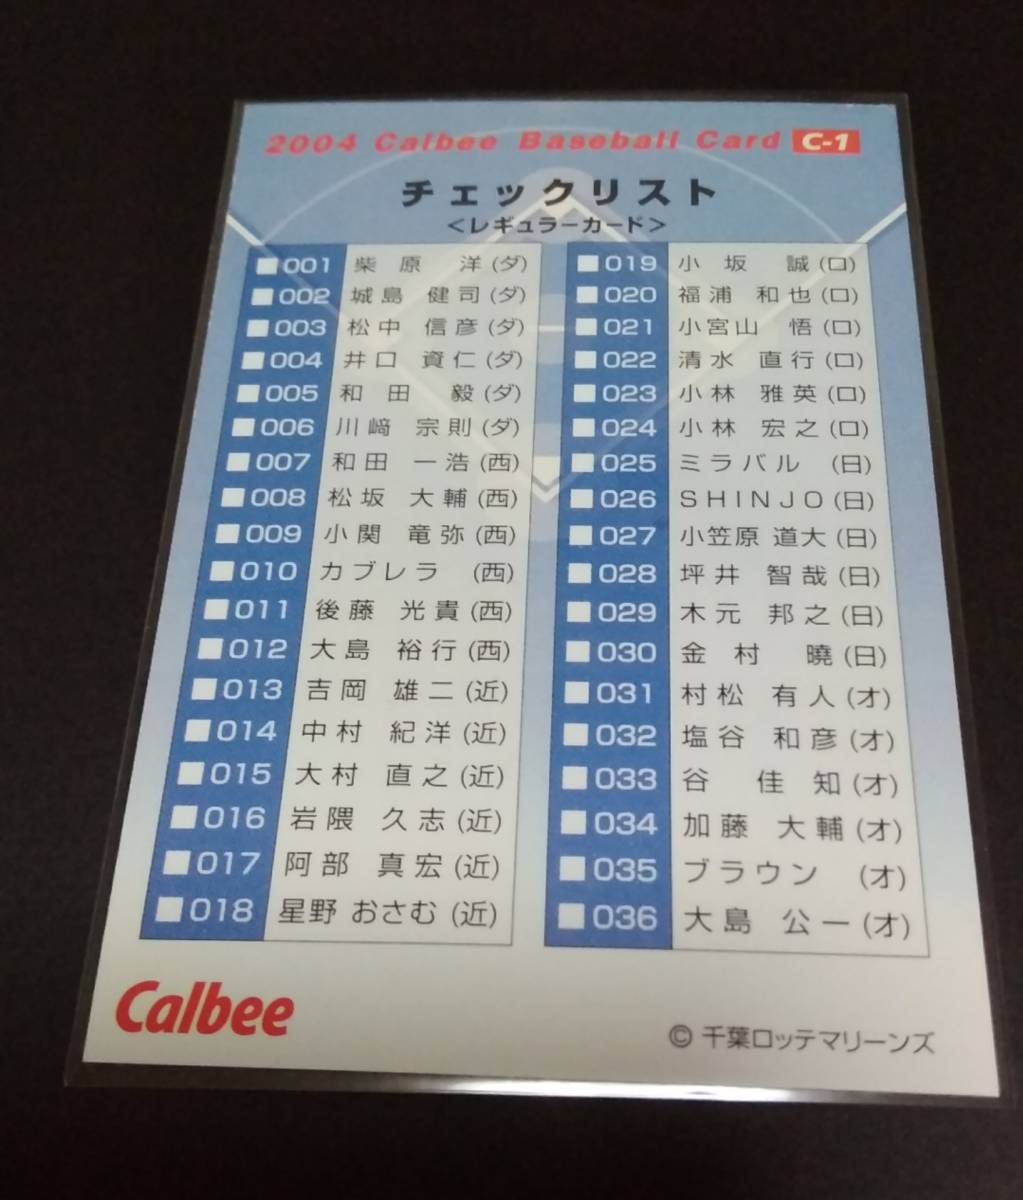 2004 Calbee Baseball Card C-1
チェックリスト
＜レギュラーカード＞
001 柴原 洋(ダ)
002 城島 健司(ダ)
003 松中 信彦(ダ)
004 井口 資仁(ダ)
005 和田 毅(ダ)
006 川﨑 宗則(ダ)
007 和田 一浩(西)
008 松坂 大輔(西)
009 小関 竜弥(西)
010 カブレラ (西)
011 後藤 光貴(西)
012 大島 裕行(西)
013 吉岡 雄二(近)
014 中村 紀洋(近)
015 大村 直之(近)
016 岩隈 久志(近)
017 阿部 真宏(近)
018 星野 おさむ(近)
019 小坂 誠(ロ)
020 福浦 和也(ロ)
021 小宮山 悟(ロ)
022 清水 直行(ロ)
023 小林 雅英(ロ)
024 小林 宏之(ロ)
025 ミラバル (日)
026 SHINJO(日)
027 小笠原 道大(日)
028 坪井 智哉(日)
029 木元 邦之(日)
030 金村 曉(日)
031 村松 有人(オ)
032 塩谷 和彦(オ)
033 谷 佳知(オ)
034 加藤 大輔(オ)
035 ブラウン (オ)
036 大島 公一(オ)
Calbee
© 千葉ロッテマリーンズ